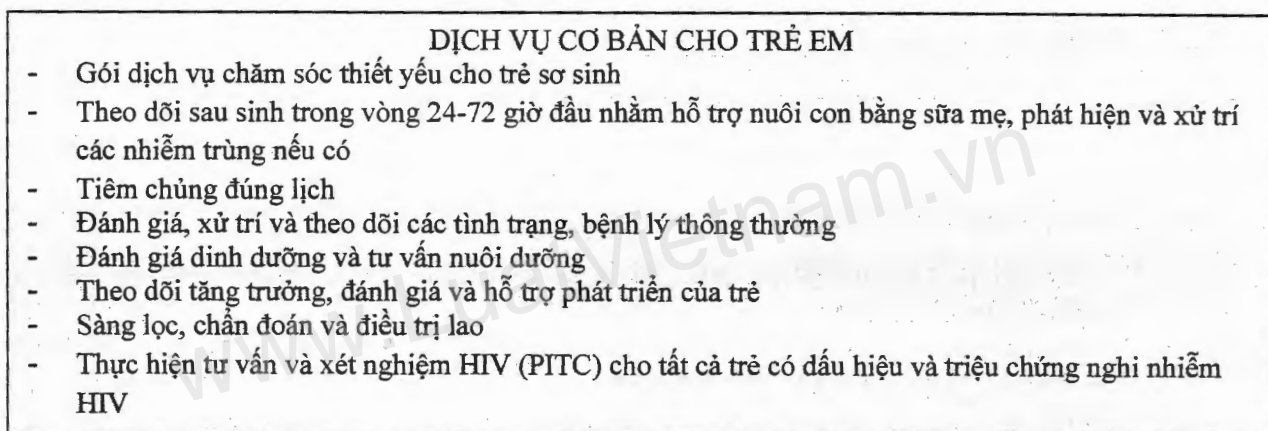 DỊCH VỤ CƠ BẢN CHO TRẺ EM
- Gói dịch vụ chăm sóc thiết yếu cho trẻ sơ sinh
- Theo dõi sau sinh trong vòng 24-72 giờ đầu nhằm hỗ trợ nuôi con bằng sữa mẹ, phát hiện và xử trí
các nhiễm trùng nếu có
- Tiêm chủng đúng lịch
- Đánh giá, xử trí và theo dõi các tình trạng, bệnh lý thông thường
- Đánh giá dinh dưỡng và tư vấn nuôi dưỡng
- Theo dõi tăng trưởng, đánh giá và hỗ trợ phát triển của trẻ
- Sàng lọc, chẩn đoán và điều trị lao
- Thực hiện tư vấn và xét nghiệm HIV (PITC) cho tất cả trẻ có dấu hiệu và triệu chứng nghi nhiễm
HIV
www.LuatVietnam.vn